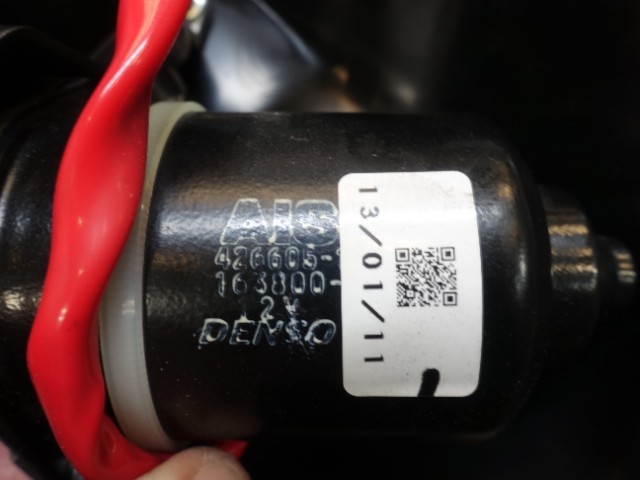 AIS
426605-
163800-
12V
DENSO
13/01/11